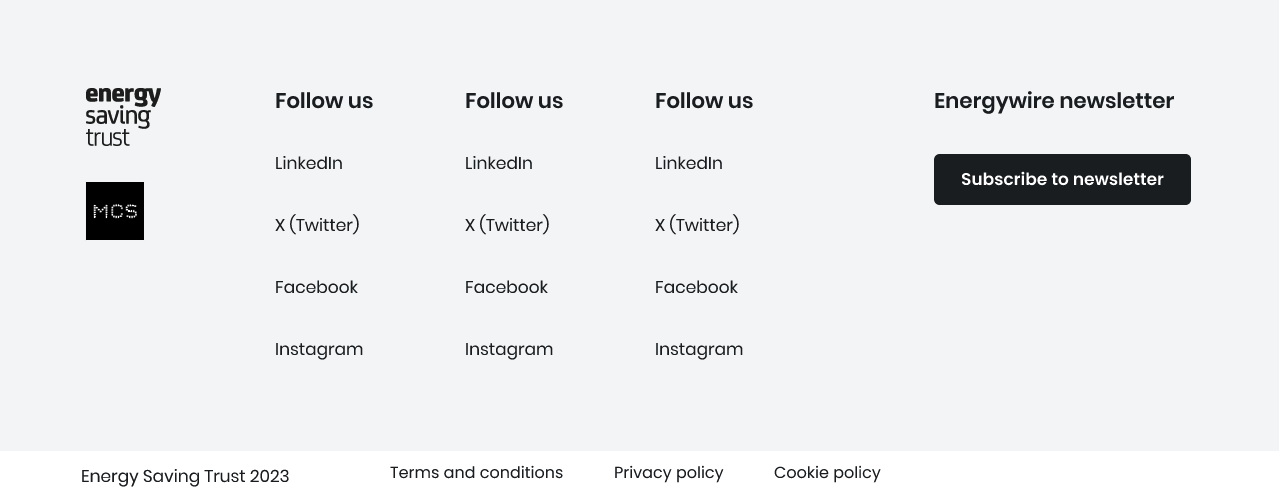 energy
saving
trust
MCS
Follow us
LinkedIn
X (Twitter)
Facebook
Instagram
Follow us
LinkedIn
X (Twitter)
Facebook
Instagram
Follow us
LinkedIn
X (Twitter)
Facebook
Instagram
Energywire newsletter
Subscribe to newsletter
Energy Saving Trust 2023
Terms and conditions
Privacy policy
Cookie policy